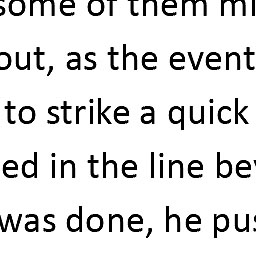 some of them mi
out, as the event
to strike a quick
ed in the line be
was done, he pu